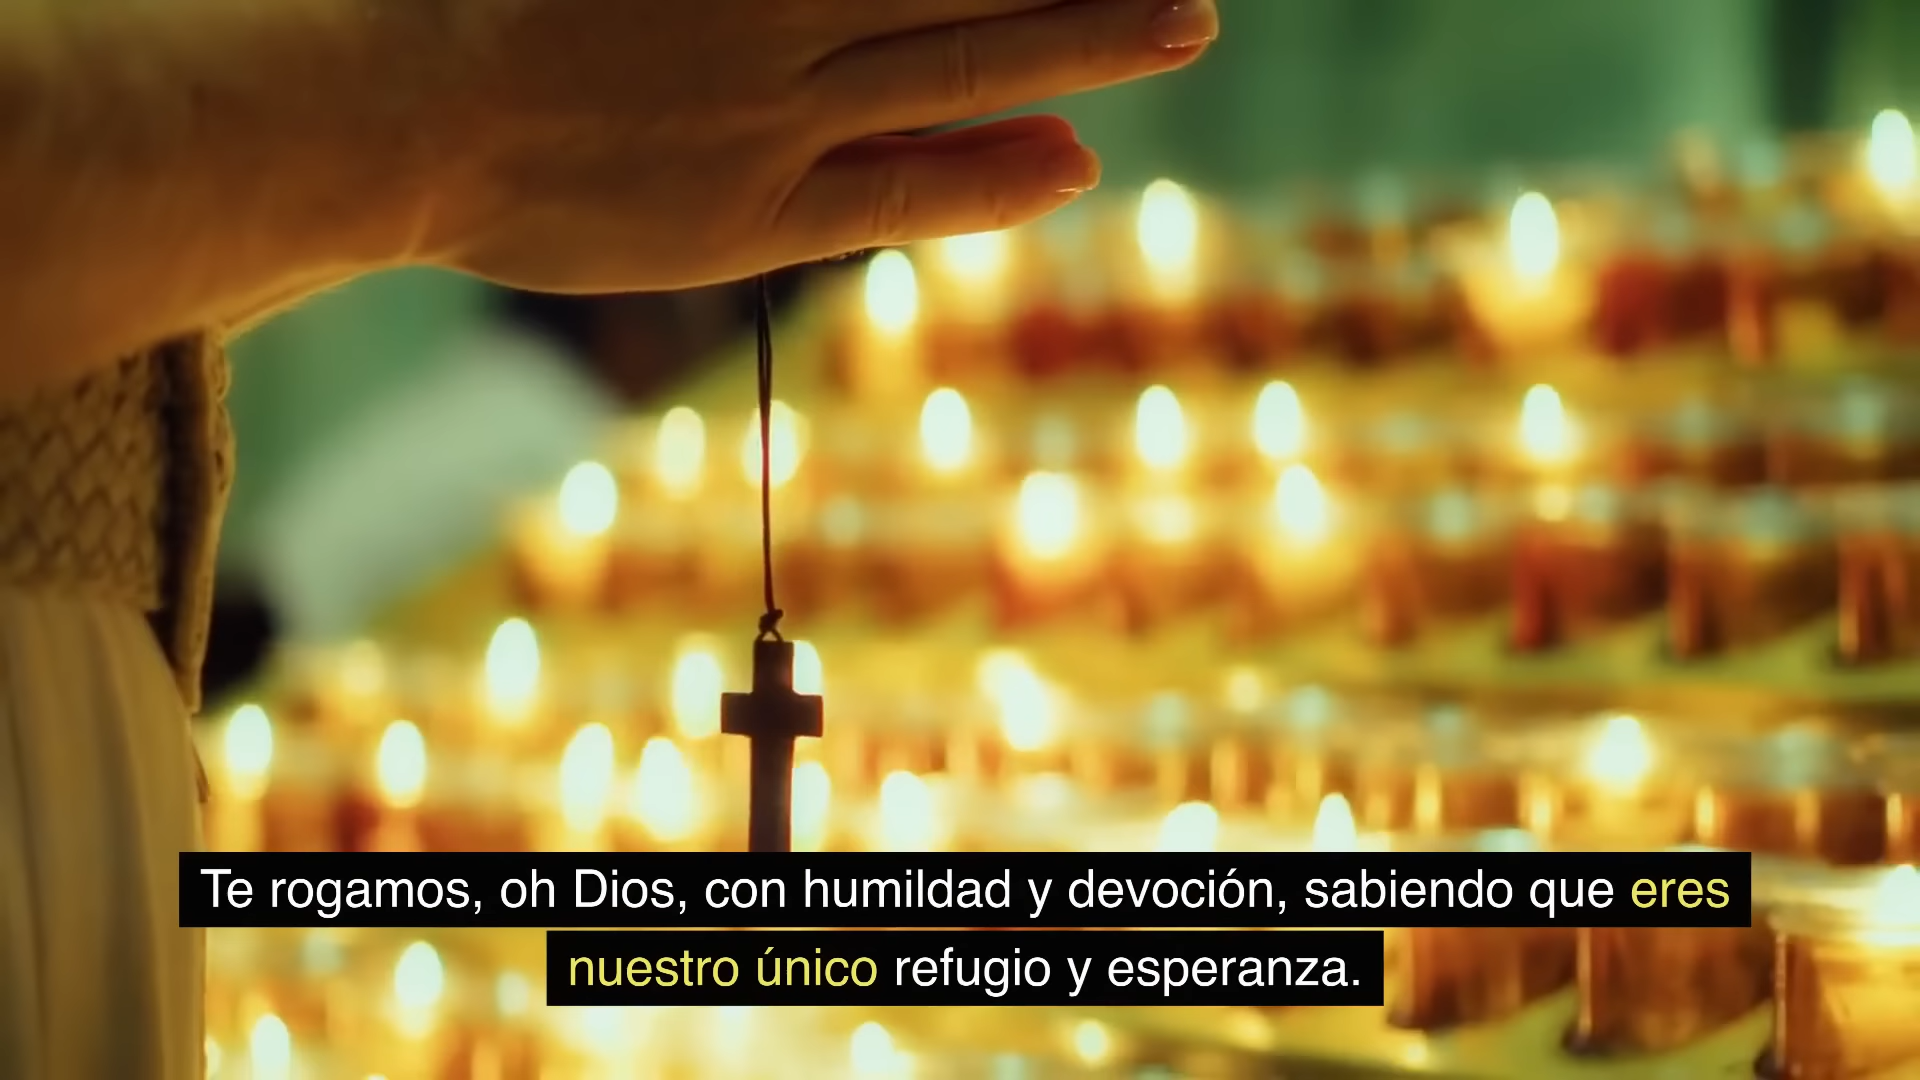 Te rogamos, oh Dios, con humildad y devoción, sabiendo que eres
nuestro único refugio y esperanza.